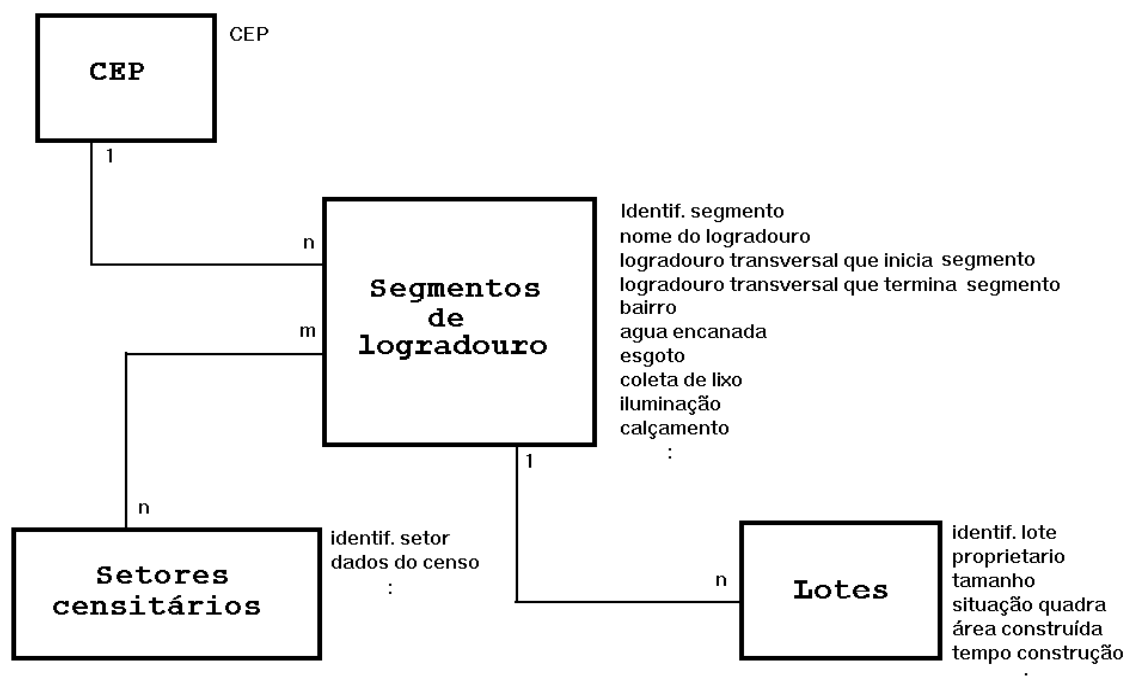 CEP
CEP
1
n
Segmentos
de
logradouro
Identif. segmento
nome do logradouro
logradouro transversal que inicia segmento
logradouro transversal que termina segmento
bairro
agua encanada
esgoto
coleta de lixo
iluminação
calçamento
:
m
n
1
n
Setores
censitários
identif. setor
dados do censo
:
Lotes
identif. lote
proprietario
tamanho
situação quadra
área construída
tempo construção
: